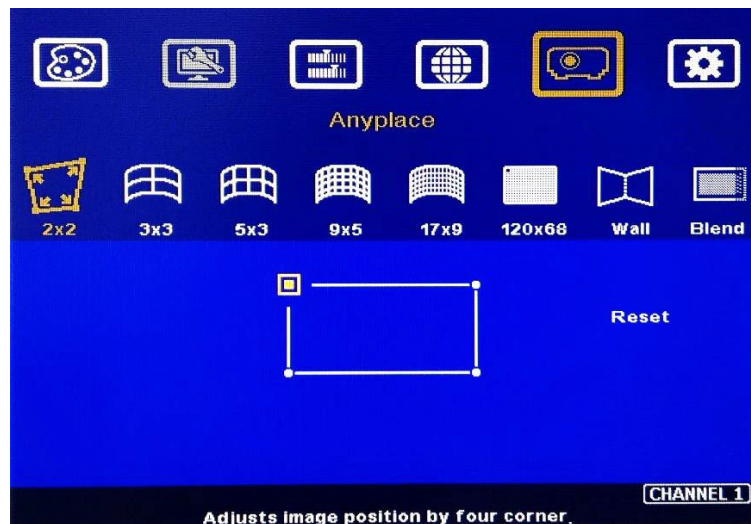 Anyplace
2x2 3x3 5x3 9x5 17x9 120x68 Wall Blend
Reset
CHANNEL 1
Adjusts image position by four corner